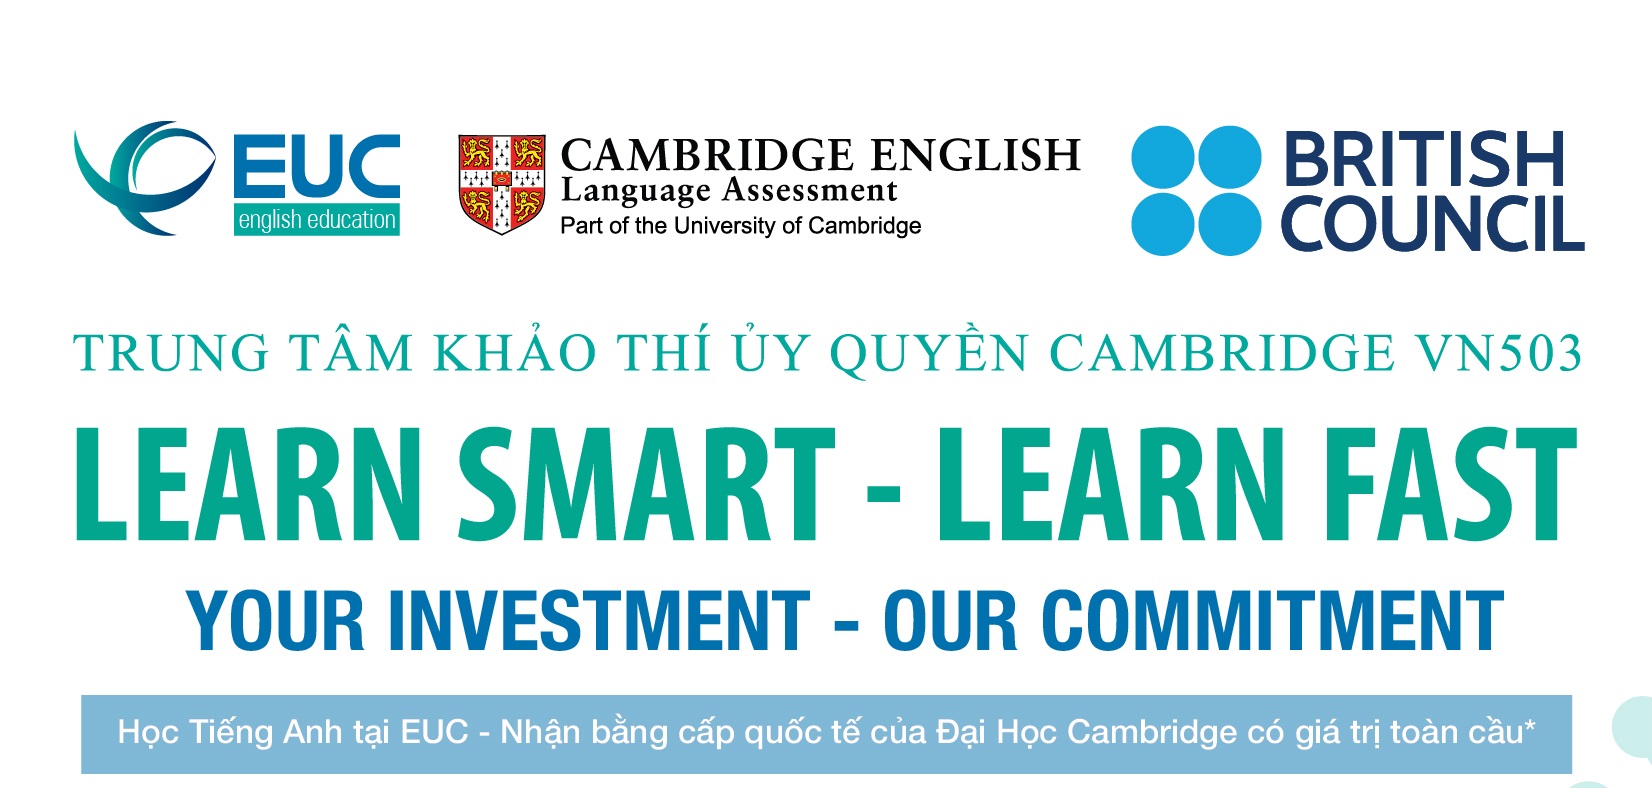 EUC
english education
CAMBRIDGE ENGLISH
Language Assessment
Part of the University of Cambridge
BRITISH
COUNCIL
TRUNG TÂM KHẢO THÍ ỦY QUYỀN CAMBRIDGE VN503
LEARN SMART - LEARN FAST
YOUR INVESTMENT - OUR COMMITMENT
Học Tiếng Anh tại EUC - Nhận bằng cấp quốc tế của Đại Học Cambridge có giá trị toàn cầu*